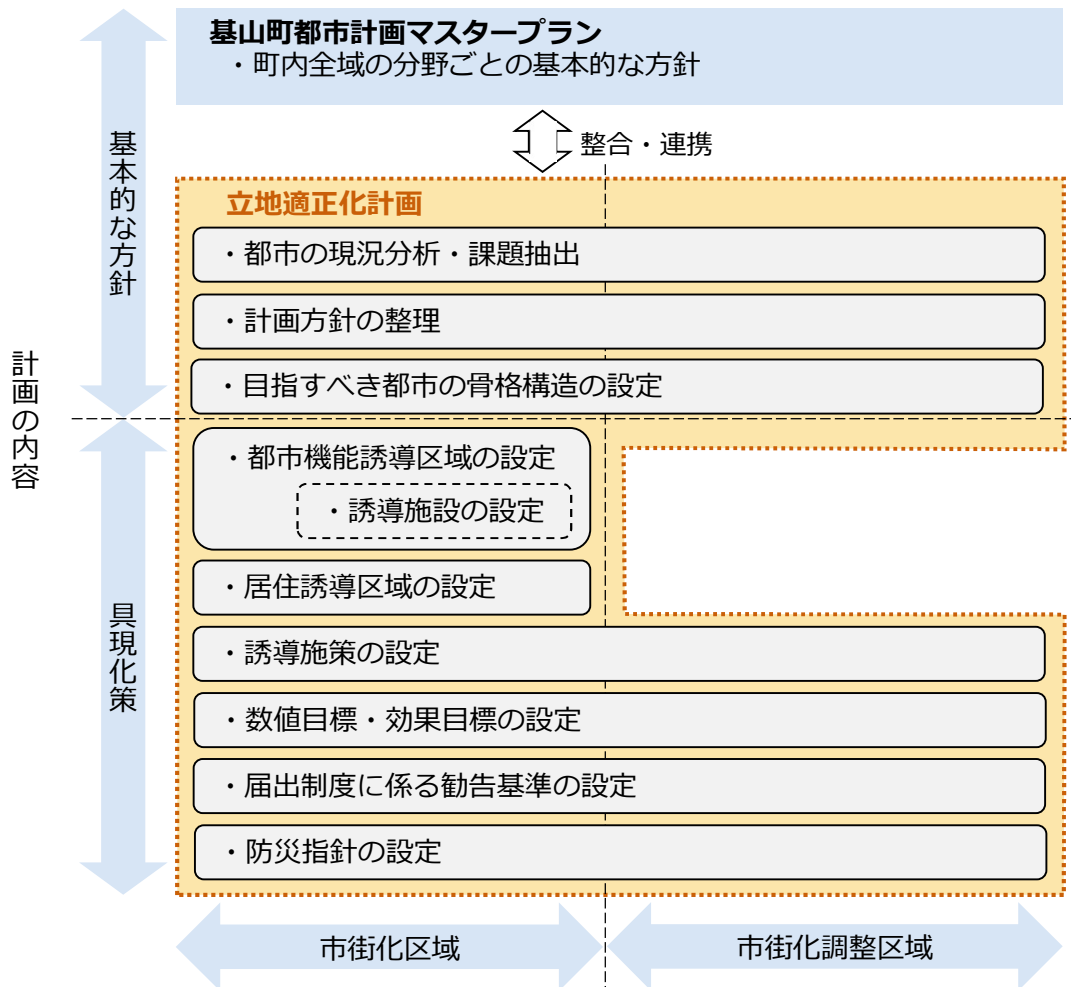 基山町都市計画マスタープラン
・町内全域の分野ごとの基本的な方針
整合・連携
計画の内容
基本的な方針
立地適正化計画
・都市の現況分析・課題抽出
・計画方針の整理
・目指すべき都市の骨格構造の設定
具現化策
・都市機能誘導区域の設定
・誘導施設の設定
・居住誘導区域の設定
・誘導施策の設定
・数値目標・効果目標の設定
・届出制度に係る勧告基準の設定
・防災指針の設定
市街化区域
市街化調整区域